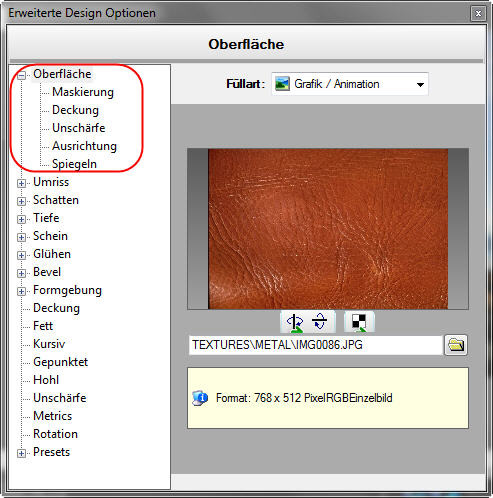 Erweiterte Design Optionen
Oberfläche
Oberfläche
Maskierung
Deckung
Unschärfe
Ausrichtung
Spiegeln
Umriss
Schatten
Tiefe
Schein
Glühen
Bevel
Formgebung
Deckung
Fett
Kursiv
Gepunktet
Hohl
Unschärfe
Metrics
Rotation
Presets
Füllart: Grafik / Animation
TEXTURES\METAL\IMG0086.JPG
Format: 768 x 512 PixelRGBEinzelbild